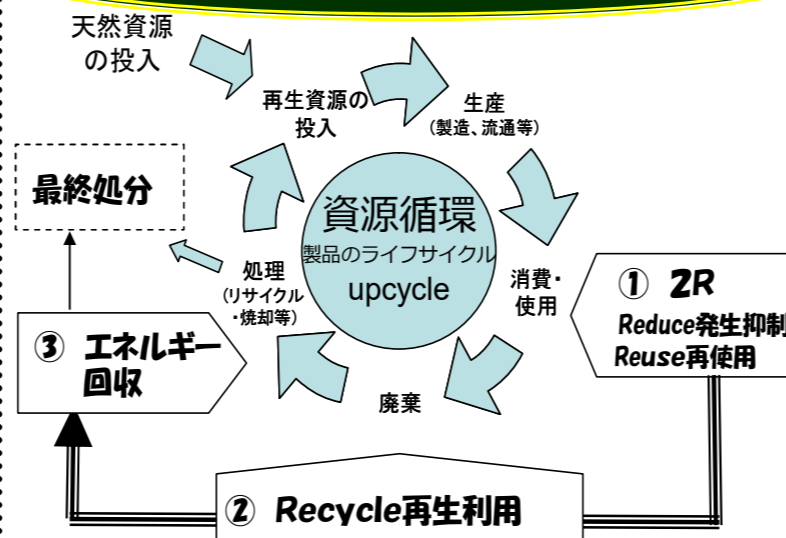 天然資源
の投入
再生資源の
投入
生産
(製造、流通等)
最終処分
資源循環
製品のライフサイクル
upcycle
処理
(リサイクル
・焼却等)
消費・
使用
① 2R
Reduce発生抑制
Reuse再使用
③ エネルギー
回収
廃棄
② Recycle再生利用